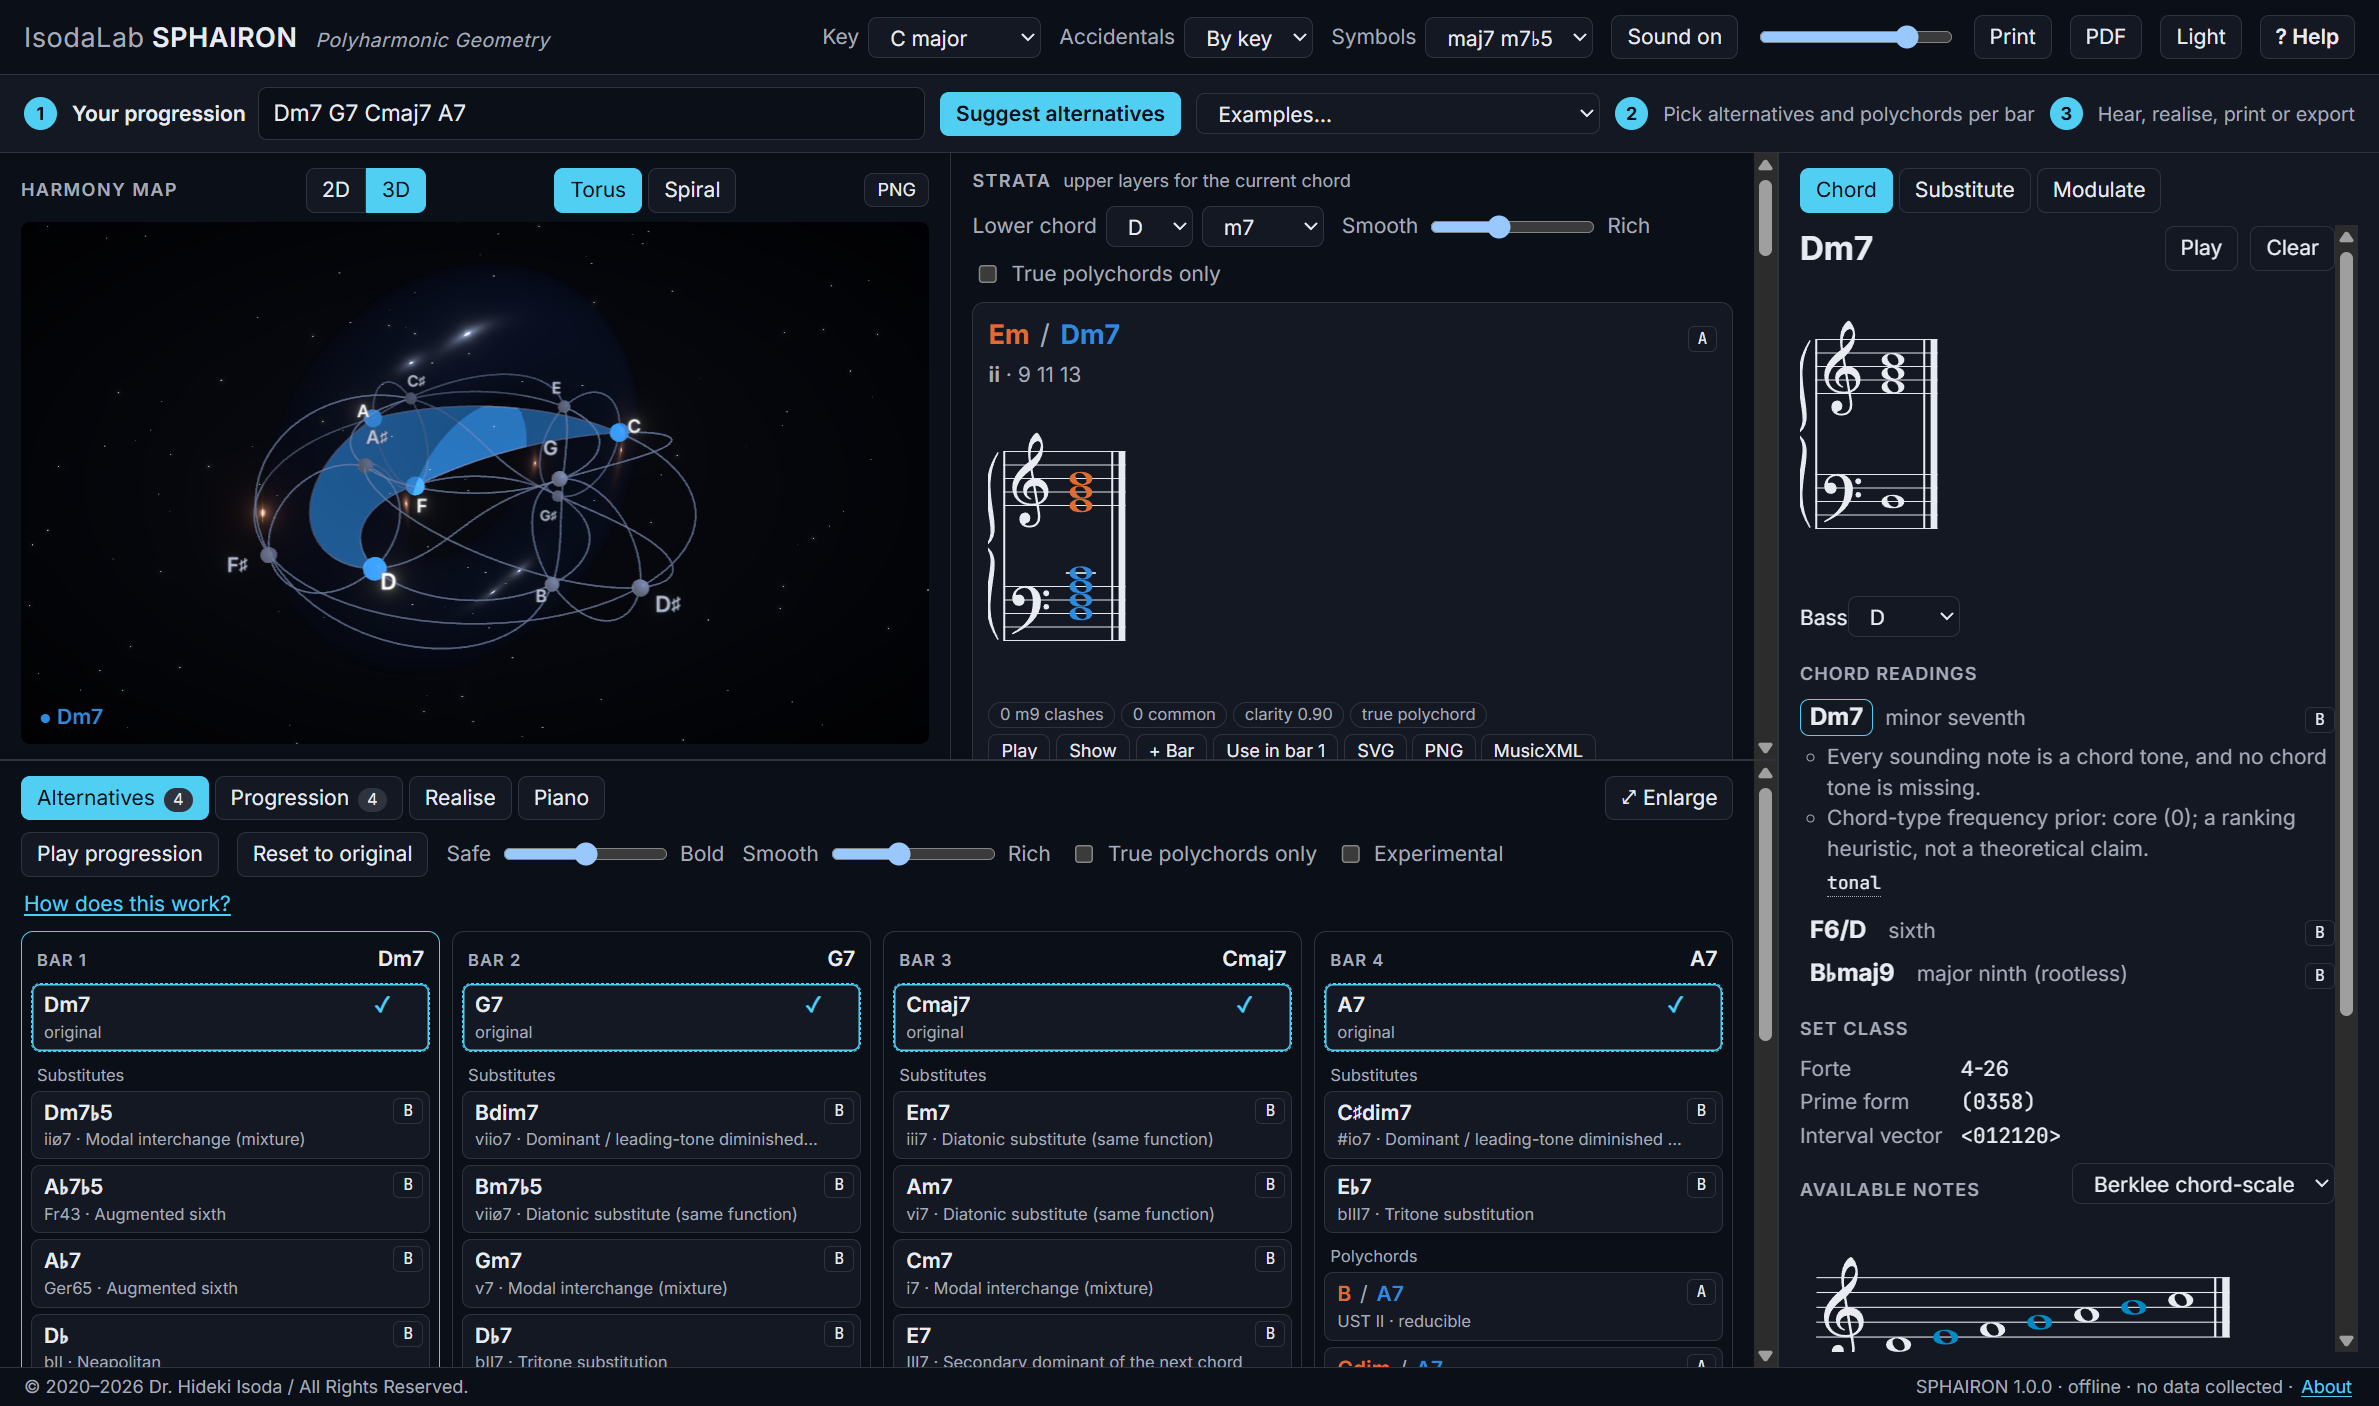 IsodaLab SPHAIRON Polyharmonic Geometry
Key C major Accidentals By key Symbols maj7 m7♭5 Sound on Print PDF Light ? Help
1 Your progression Dm7 G7 Cmaj7 A7 Suggest alternatives Examples... 2 Pick alternatives and polychords per bar 3 Hear, realise, print or export
HARMONY MAP 2D 3D Torus Spiral PNG
C♯
E
A
C
A♯
G
F
G♯
F♯
D
B
D♯
Dm7
STRATA upper layers for the current chord
Lower chord D m7 Smooth Rich
True polychords only
Em / Dm7 A
ii · 9 11 13
0 m9 clashes 0 common clarity 0.90 true polychord
Play Show + Bar Use in bar 1 SVG PNG MusicXML
Chord Substitute Modulate
Dm7 Play Clear
Bass D
CHORD READINGS
Dm7 minor seventh B
Every sounding note is a chord tone, and no chord
tone is missing.
Chord-type frequency prior: core (0); a ranking
heuristic, not a theoretical claim.
tonal
F6/D sixth B
B♭maj9 major ninth (rootless) B
SET CLASS
Forte 4-26
Prime form (0358)
Interval vector <012120>
AVAILABLE NOTES Berklee chord-scale
Alternatives 4 Progression 4 Realise Piano Enlarge
Play progression Reset to original Safe Bold Smooth Rich True polychords only Experimental
How does this work?
BAR 1 Dm7
Dm7 ✓
original
Substitutes
Dm7♭5 B
iiø7 · Modal interchange (mixture)
A♭7♭5 B
Fr43 · Augmented sixth
A♭7 B
Ger65 · Augmented sixth
D♭ B
bII · Neapolitan
BAR 2 G7
G7 ✓
original
Substitutes
Bdim7 B
viio7 · Dominant / leading-tone diminished...
Bm7♭5 B
viiø7 · Diatonic substitute (same function)
Gm7 B
v7 · Modal interchange (mixture)
D♭7 B
bII7 · Tritone substitution
BAR 3 Cmaj7
Cmaj7 ✓
original
Substitutes
Em7 B
iii7 · Diatonic substitute (same function)
Am7 B
vi7 · Diatonic substitute (same function)
Cm7 B
i7 · Modal interchange (mixture)
E7 B
III7 · Secondary dominant of the next chord
BAR 4 A7
A7 ✓
original
Substitutes
C♯dim7 B
#io7 · Dominant / leading-tone diminished ...
E♭7 B
bIII7 · Tritone substitution
Polychords
B / A7 A
UST II · reducible
/ A7 A
© 2020–2026 Dr. Hideki Isoda / All Rights Reserved.
SPHAIRON 1.0.0 · offline · no data collected · About